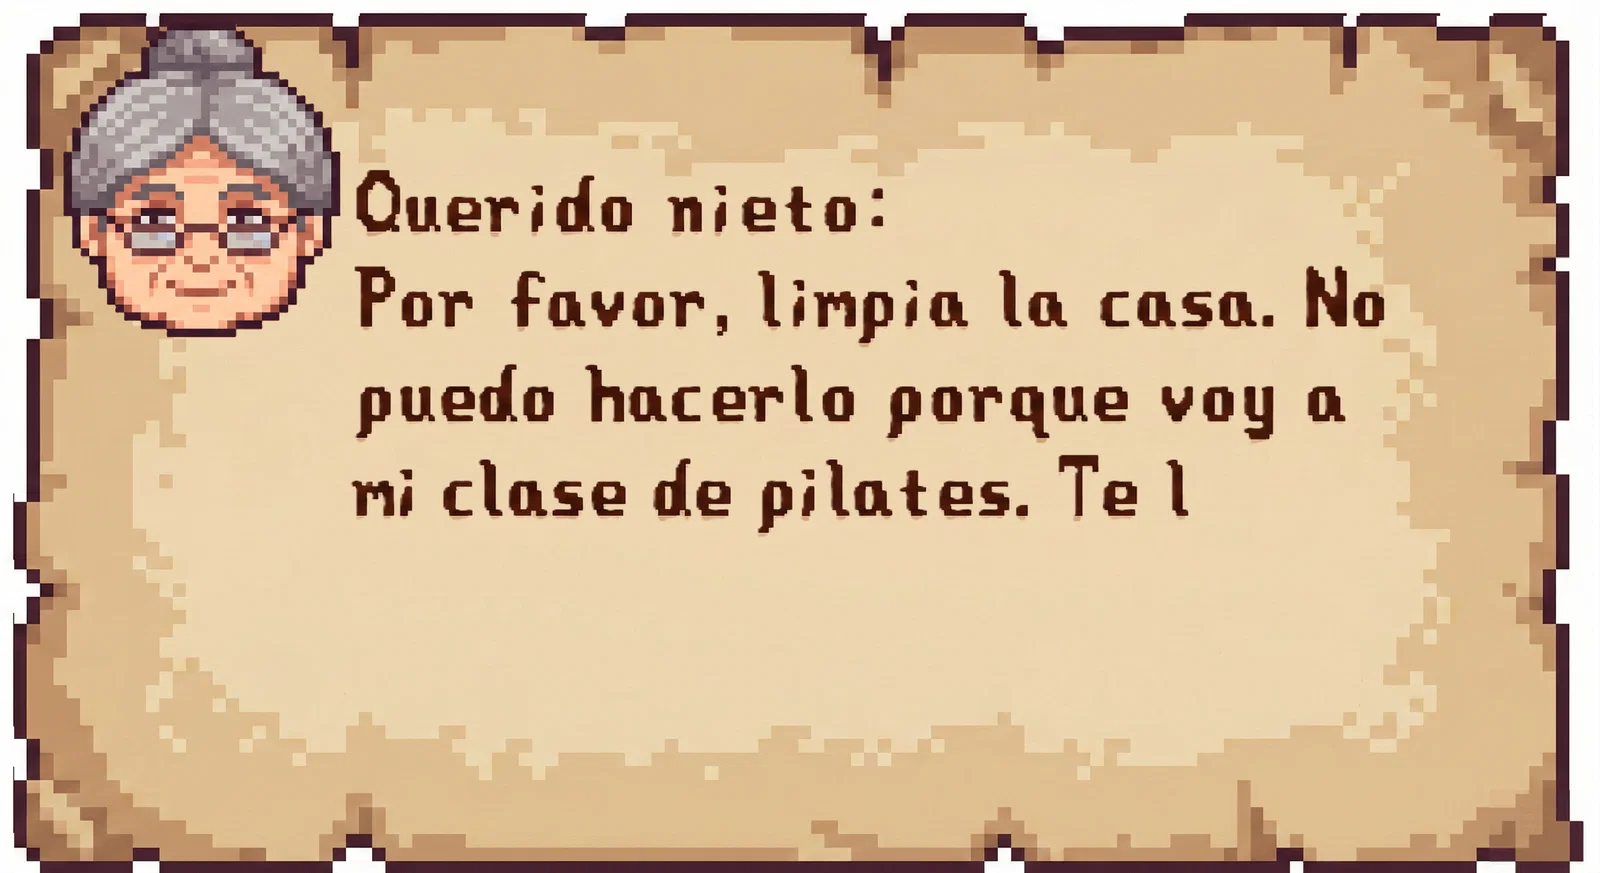 Querido nieto:
Por favor, limpia la casa. No
puedo hacerlo porque voy a
mi clase de pilates. Te l